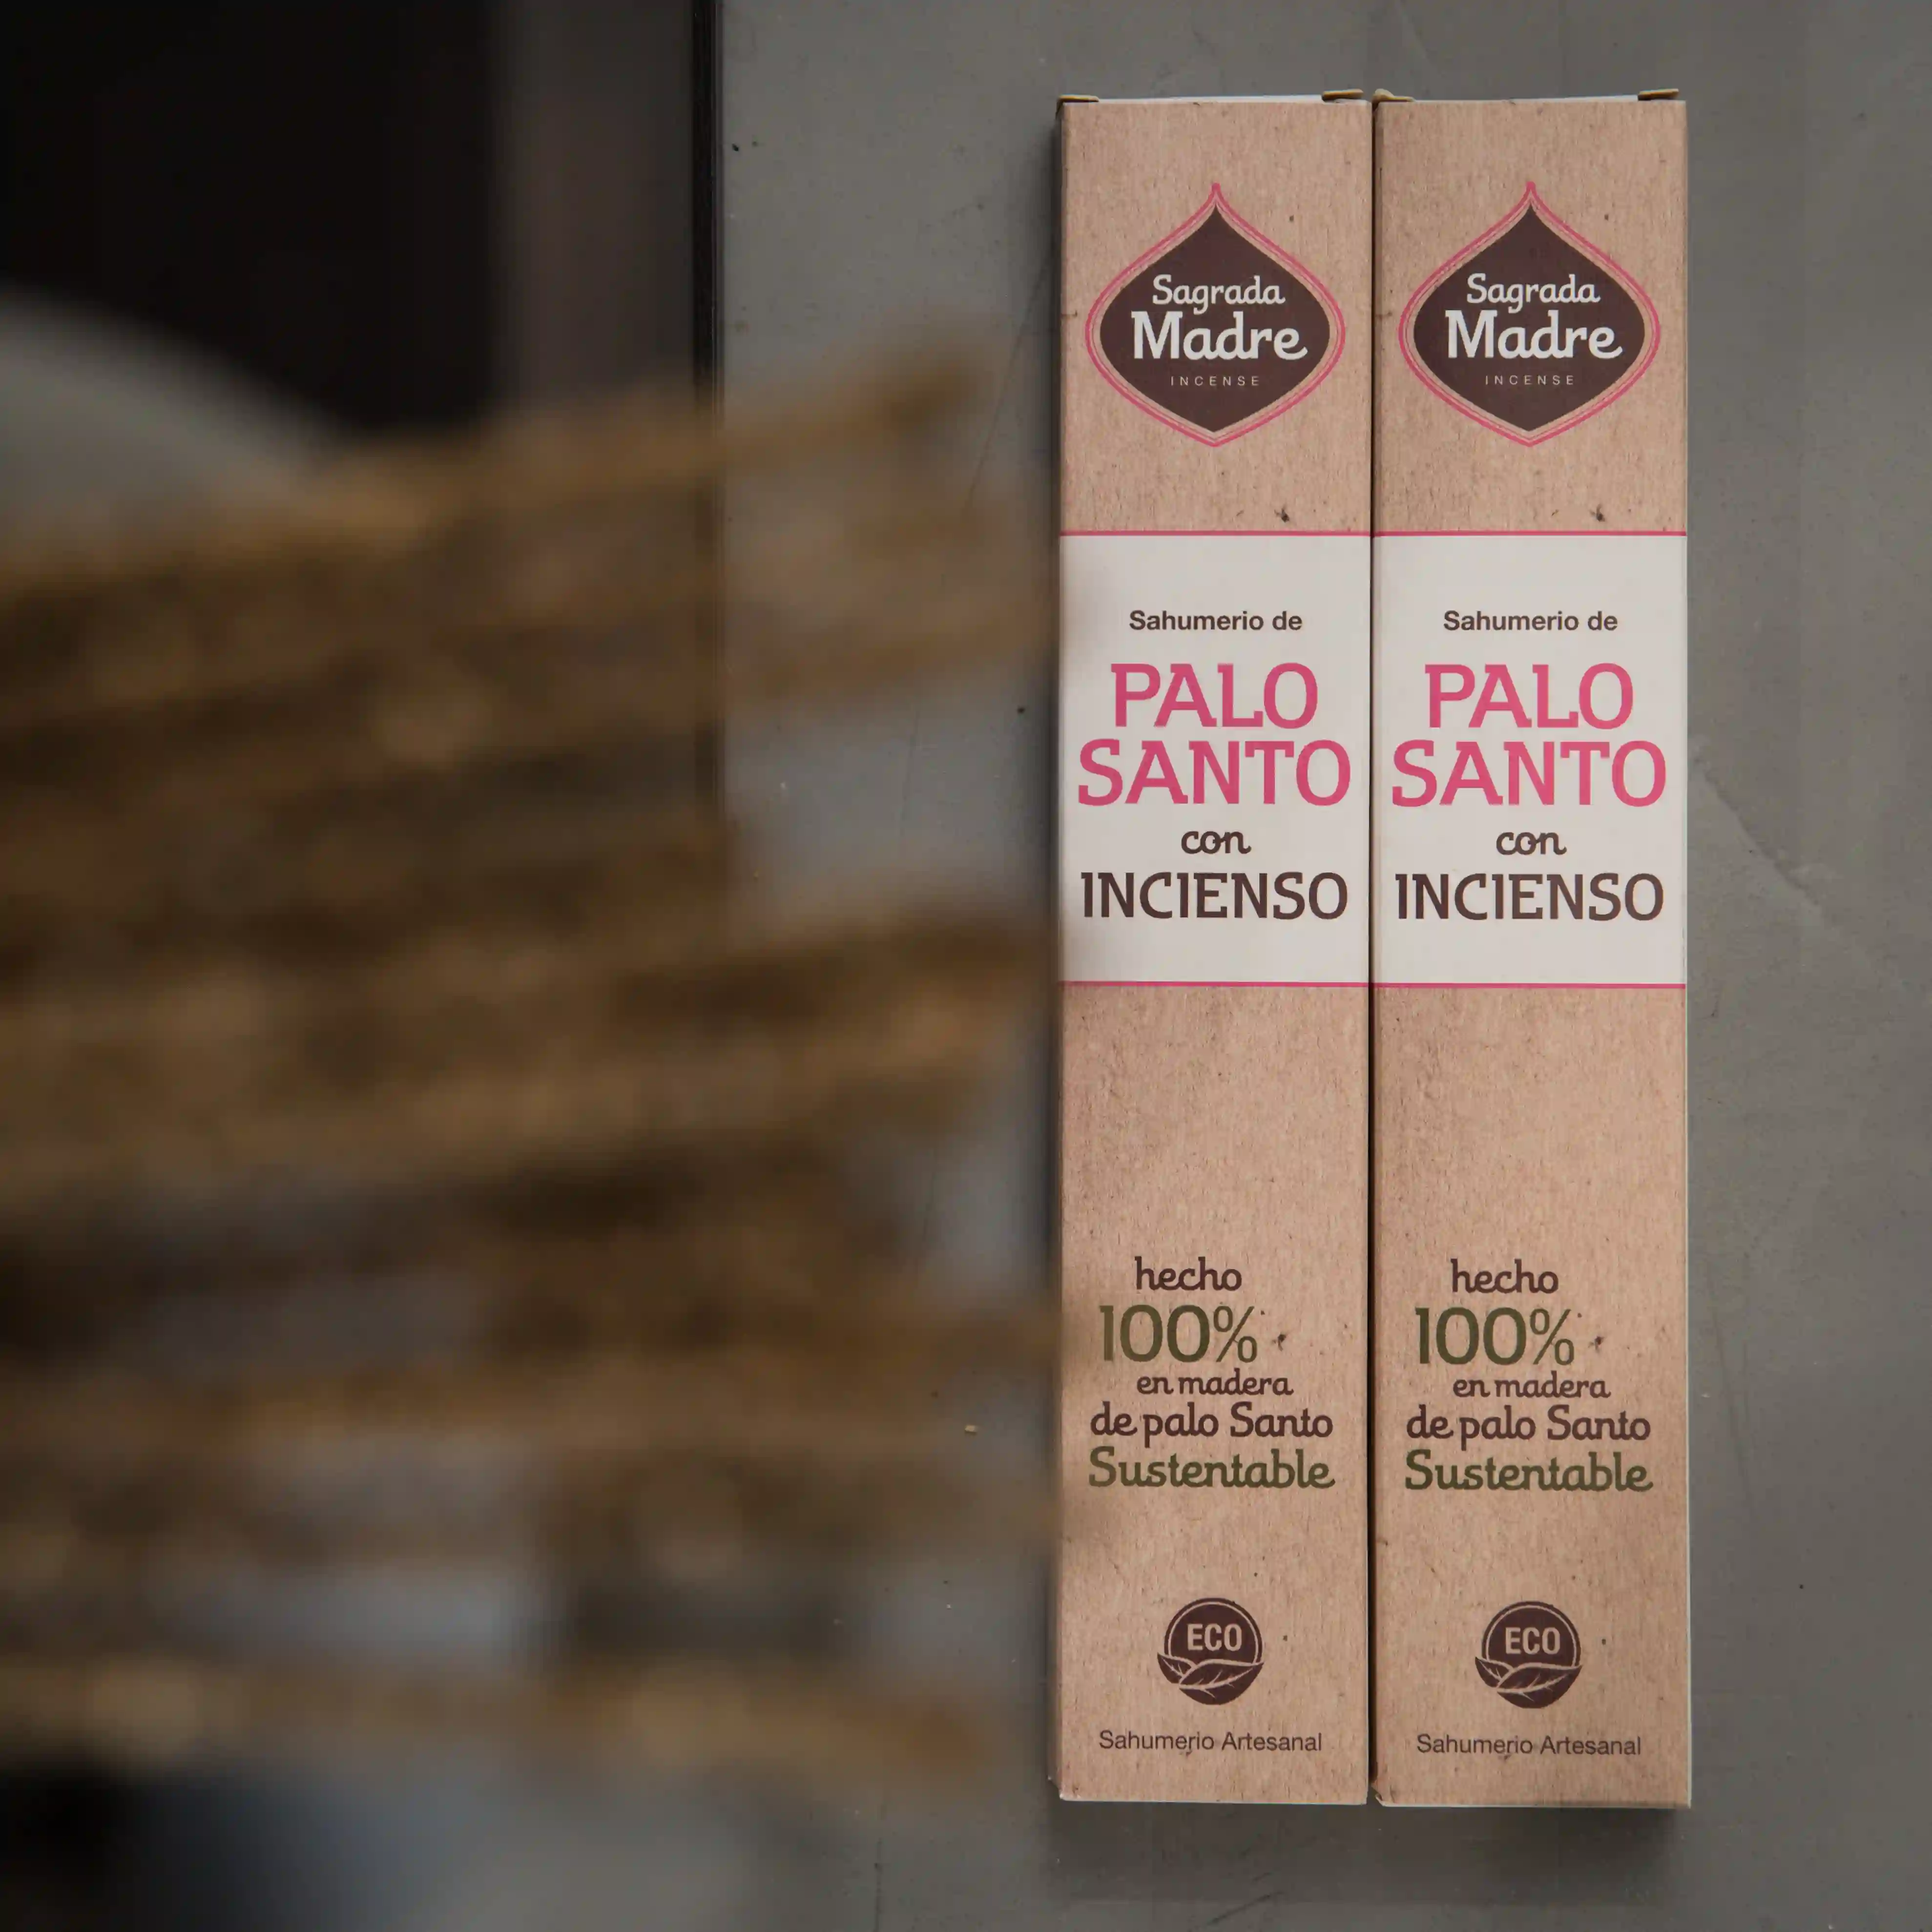 Sagrada
Madre
INCENSE
Sahumerio de
PALO
SANTO
con
INCIENSO
hecho
100%
en madera
de palo Santo
Sustentable
ECO
Sahumerio Artesanal
Sagrada
Madre
INCENSE
Sahumerio de
PALO
SANTO
con
INCIENSO
hecho
100%
en madera
de palo Santo
Sustentable
ECO
Sahumerio Artesanal